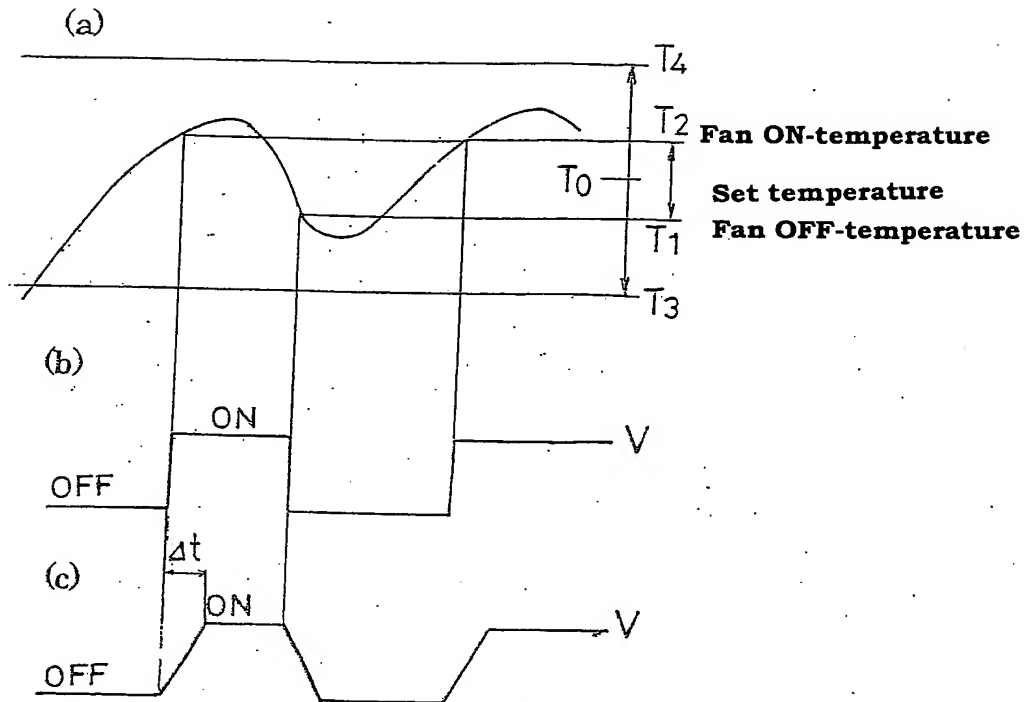 (a)
T4
T2 Fan ON-temperature
T0 Set temperature
T1 Fan OFF-temperature
T3
(b)
ON
V
OFF
Δt
(c)
ON
V
OFF